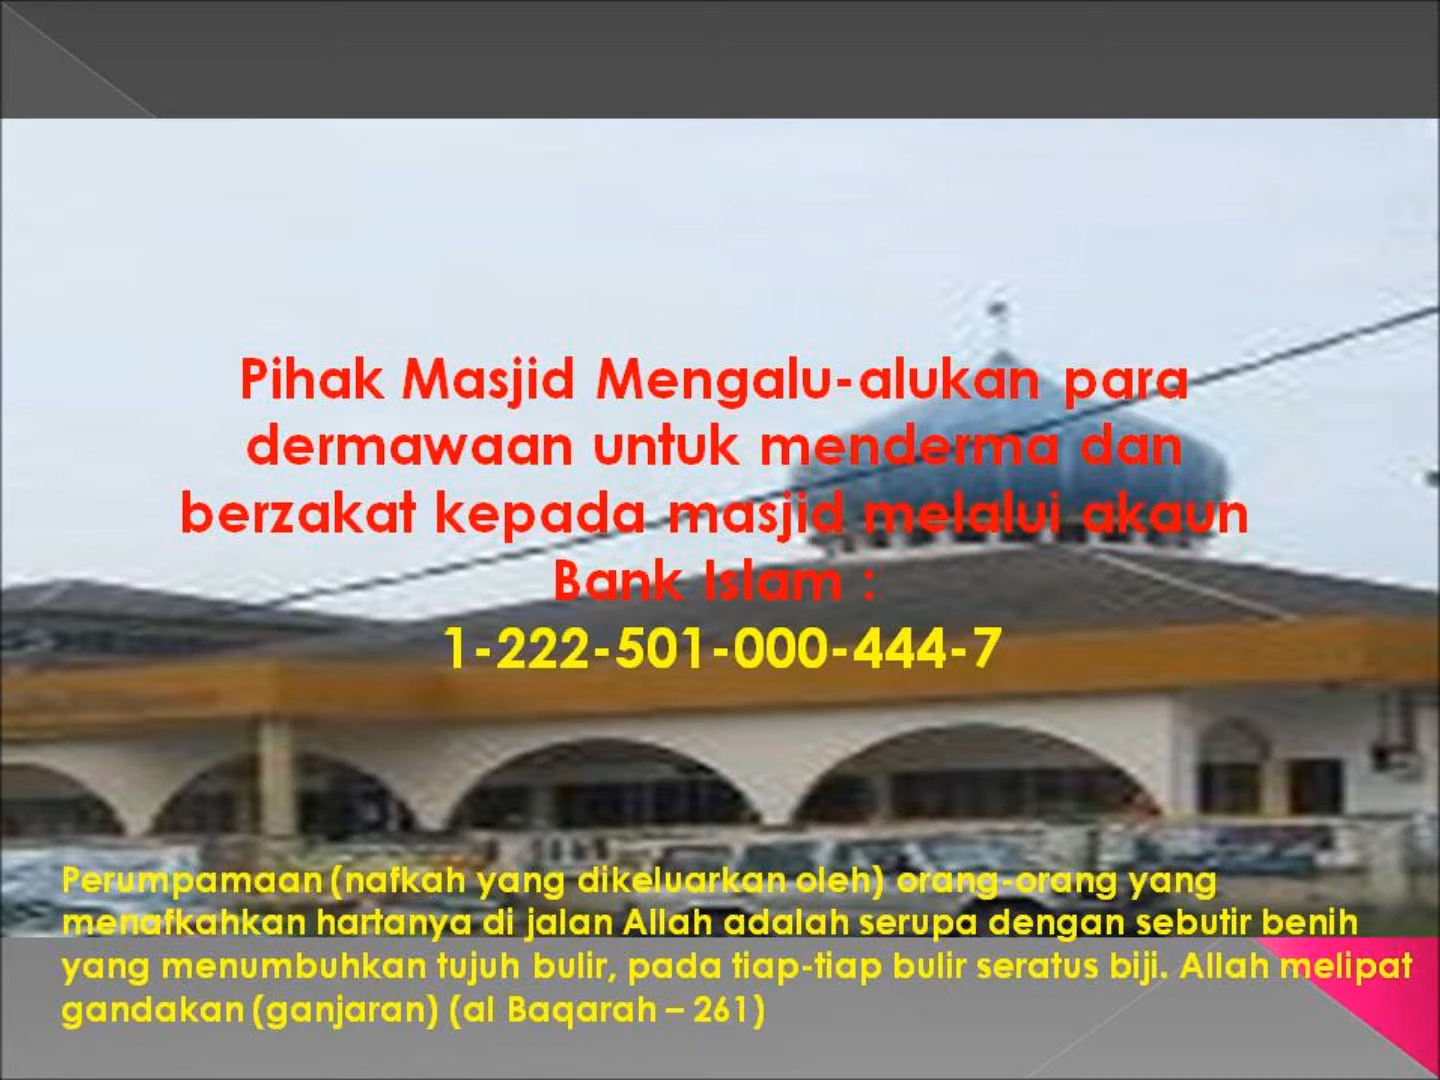 Pihak Masjid Mengalu-alukan para
dermawaan untuk menderma dan
berzakat kepada masjid melalui akaun
Bank Islam :
1-222-501-000-444-7
Perumpamaan (nafkah yang dikeluarkan oleh) orang-orang yang
menafkahkan hartanya di jalan Allah adalah serupa dengan sebutir benih
yang menumbuhkan tujuh bulir, pada tiap-tiap bulir seratus biji. Allah melipat
gandakan (ganjaran) (al Baqarah – 261)